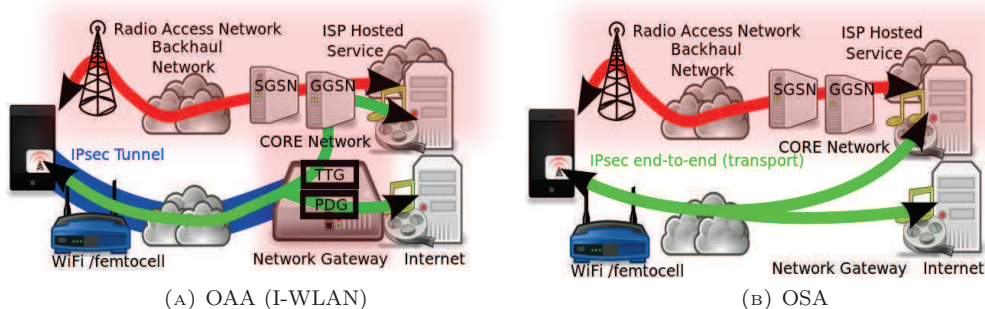 Radio Access Network
Backhaul
Network
ISP Hosted
Service
SGSN
GGSN
CORE Network
IPsec Tunnel
TTG
PDG
WiFi /femtocell
Network Gateway
Internet
(A) OAA (I-WLAN)
Radio Access Network
Backhaul
Network
ISP Hosted
Service
SGSN
GGSN
CORE Network
IPsec end-to-end (transport)
WiFi /femtocell
Network Gateway
Internet
(B) OSA